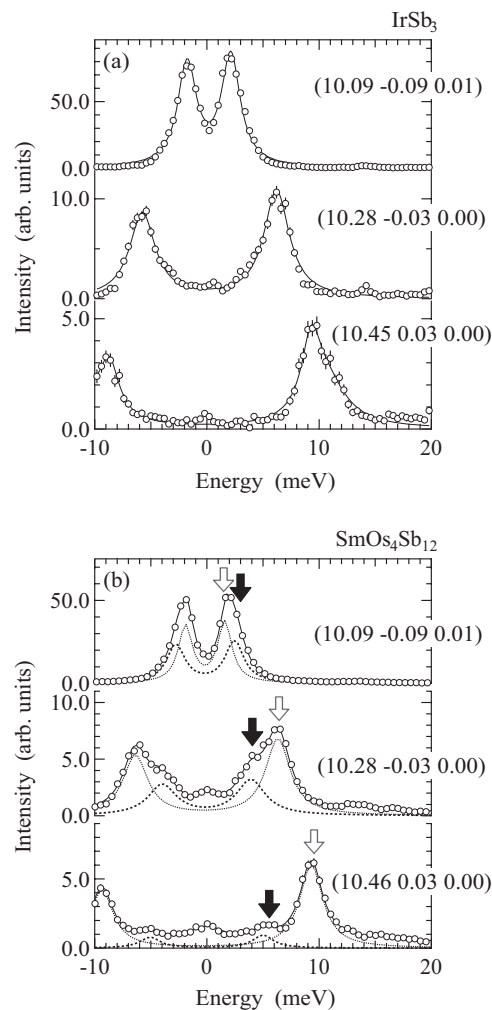 IrSb3
(a)
(10.09 -0.09 0.01)
50.0
0.0
10.0
(10.28 -0.03 0.00)
0.0
5.0
(10.45 0.03 0.00)
0.0
Intensity (arb. units)
-10 0 10 20
Energy (meV)
SmOs4Sb12
(b)
50.0
(10.09 -0.09 0.01)
0.0
10.0
(10.28 -0.03 0.00)
5.0
0.0
(10.46 0.03 0.00)
5.0
0.0
Intensity (arb. units)
-10 0 10 20
Energy (meV)